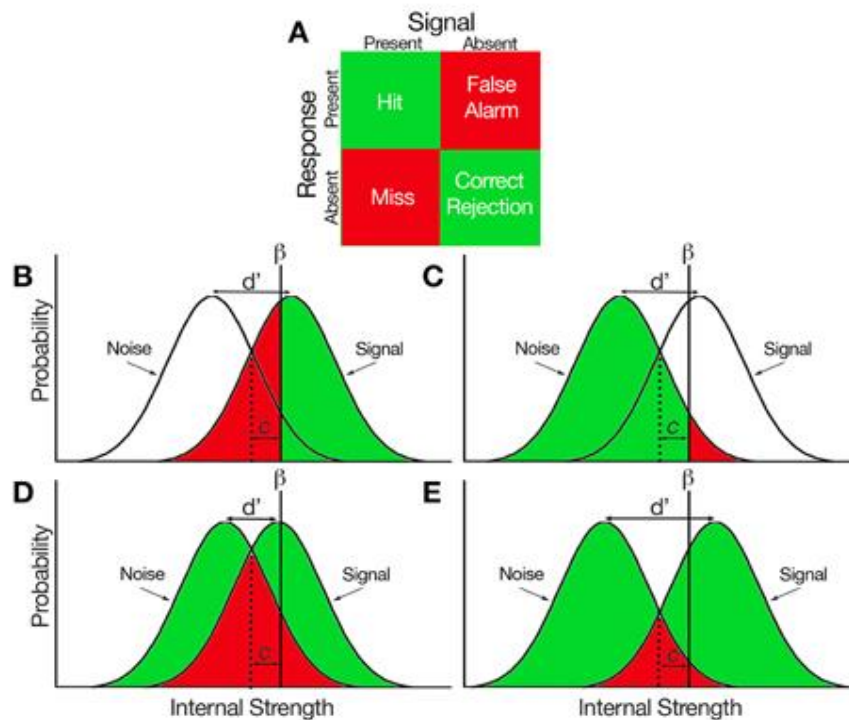 A
Signal
Present Absent
Response
Present
Absent
Hit
False
Alarm
Miss
Correct
Rejection
B
β
d'
Noise
Signal
c
Probability
C
β
d'
Noise
Signal
c
D
β
d'
Noise
Signal
c
Probability
Internal Strength
E
β
d'
Noise
Signal
c
Internal Strength